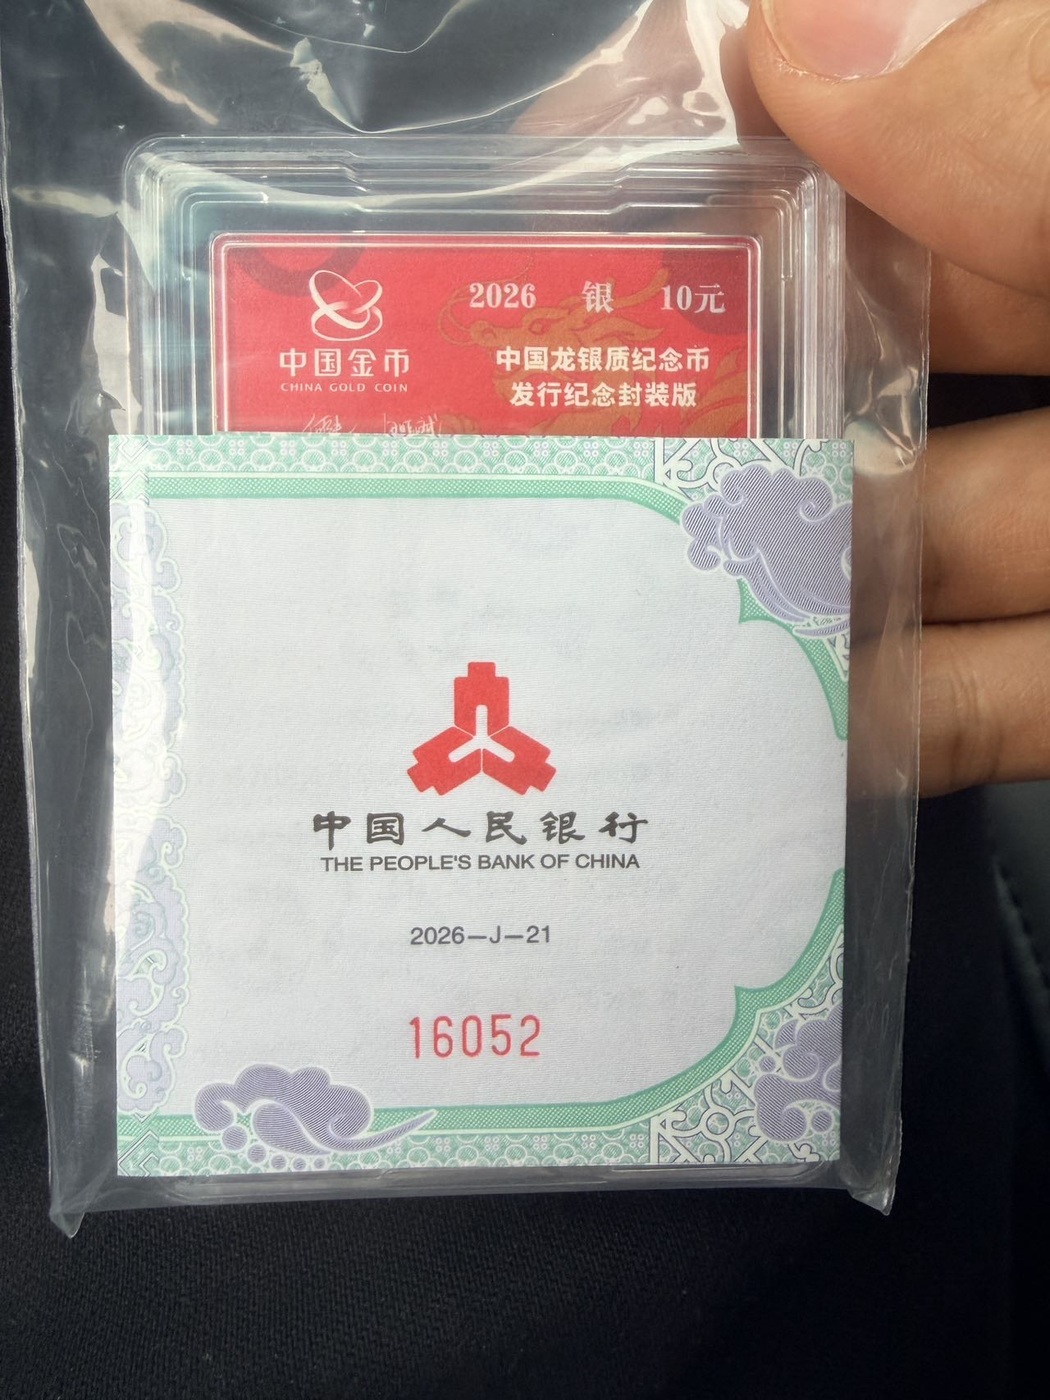 中国金币
CHINA GOLD COIN
2026 银 10元
中国龙银质纪念币
发行纪念封装版
中国人民银行
THE PEOPLE'S BANK OF CHINA
2026—J—21
16052